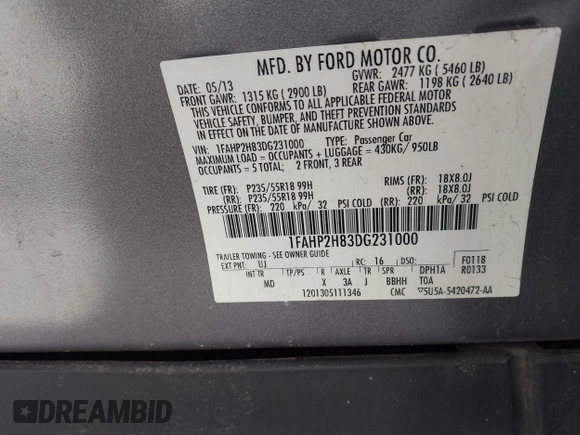 MFD. BY FORD MOTOR CO.
DATE: 05/13 GVWR: 2477 KG ( 5460 LB)
FRONT GAWR: 1315 KG ( 2900 LB) REAR GAWR: 1198 KG ( 2640 LB)
THIS VEHICLE CONFORMS TO ALL APPLICABLE FEDERAL MOTOR
VEHICLE SAFETY, BUMPER, AND THEFT PREVENTION STANDARDS
IN EFFECT ON THE DATE OF MANUFACTURE SHOWN ABOVE.
VIN: 1FAHP2H83DG231000 TYPE: Passenger Car
MAXIMUM LOAD = OCCUPANTS + LUGGAGE = 430KG/ 950LB
OCCUPANTS = 5 TOTAL; 2 FRONT, 3 REAR
TIRE (FR): P235/55R18 99H RIMS (FR): 18X8.0J
(RR): P235/55R18 99H (RR): 18X8.0J
PRESSURE (FR): 220 kPa/ 32 PSI COLD (RR): 220 kPa/ 32 PSI COLD
1FAHP2H83DG231000
TRAILER TOWING - SEE OWNER GUIDE
EXT PNT: UJ RC: 16 DSO: F0118
R0133
INT TR TP/PS R AXLE TR SPR DPH1A
MD X 3A J BBHH TOA
1201305111346 CMC ▽5U5A-5420472-AA
DREAMBID